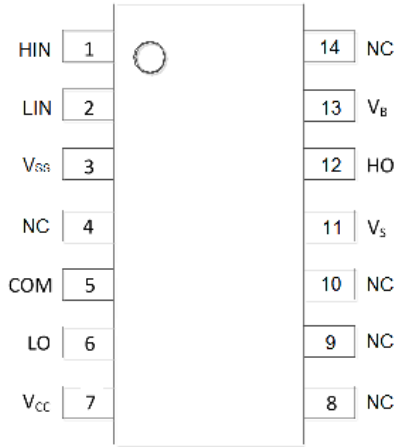 HIN 1 14 NC
LIN 2 13 VB
VSS 3 12 HO
NC 4 11 VS
COM 5 10 NC
LO 6 9 NC
VCC 7 8 NC